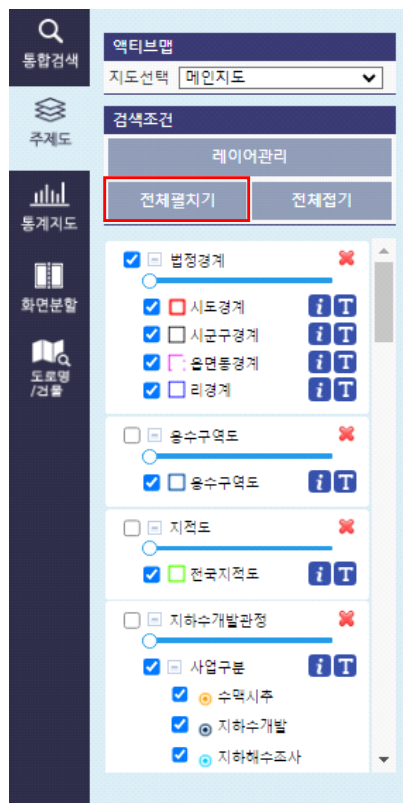 통합검색
주제도
통계지도
화면분할
도로명
/건물
액티브맵
지도선택 메인지도
검색조건
레이어관리
전체펼치기 전체접기
법정경계
시도경계 i T
시군구경계 i T
읍면동경계 i T
리경계 i T
용수구역도
용수구역도 i T
지적도
전국지적도 i T
지하수개발관정
사업구분 i T
수맥시추
지하수개발
지하해수조사